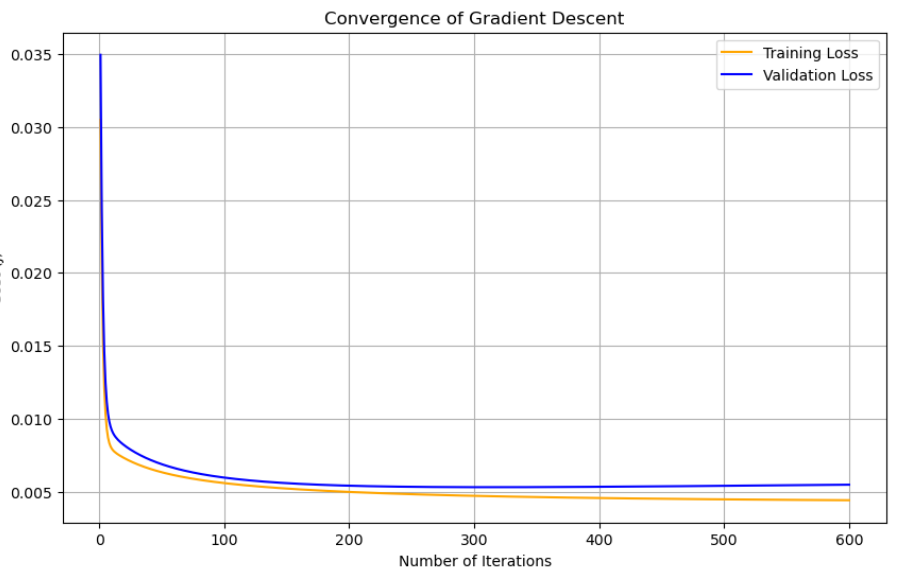 Convergence of Gradient Descent
Training Loss
Validation Loss
0.035
0.030
0.025
0.020
0.015
0.010
0.005
0 100 200 300 400 500 600
Number of Iterations